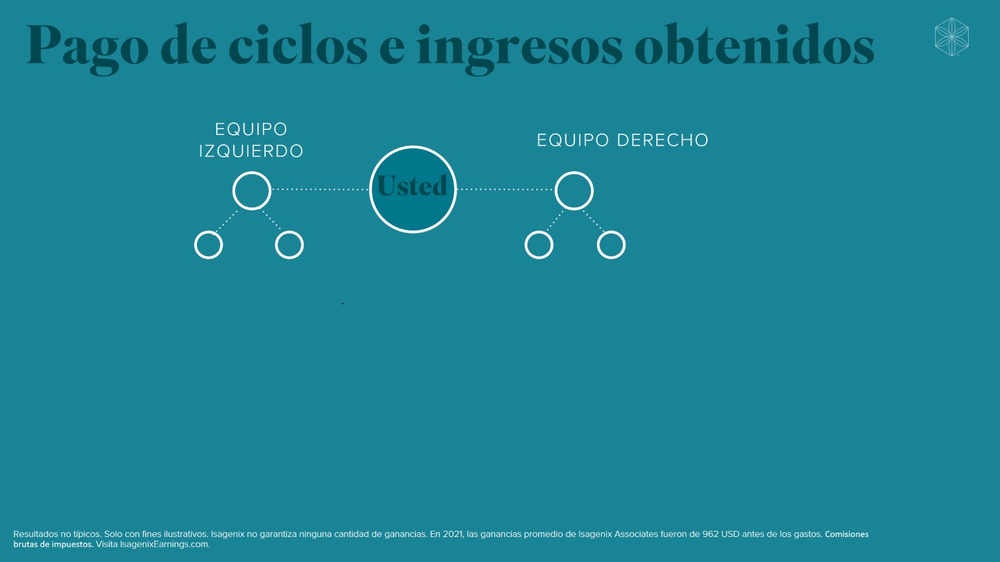 Pago de ciclos e ingresos obtenidos
EQUIPO
IZQUIERDO
EQUIPO DERECHO
Usted
Resultados no típicos. Solo con fines ilustrativos. Isagenix no garantiza ninguna cantidad de ganancias. En 2021, las ganancias promedio de Isagenix Associates fueron de 962 USD antes de los gastos. Comisiones
brutas de impuestos. Visita IsagenixEarnings.com.